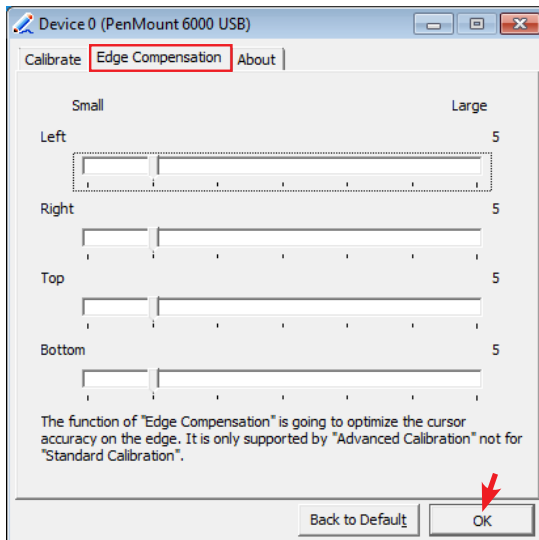 Device 0 (PenMount 6000 USB)
Calibrate Edge Compensation About
Small Large
Left 5
Right 5
Top 5
Bottom 5
The function of "Edge Compensation" is going to optimize the cursor
accuracy on the edge. It is only supported by "Advanced Calibration" not for
"Standard Calibration".
Back to Default OK